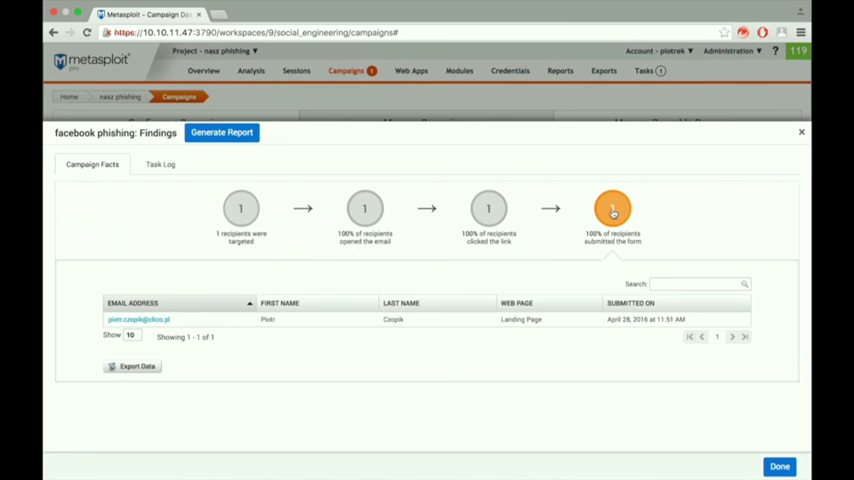 Metasploit - Campaign Das
https://10.10.11.47:3790/workspaces/9/social_engineering/campaigns#
metasploit
pro
Project - nasz phishing
Account - piotrek
Administration
?
119
Overview
Analysis
Sessions
Campaigns 1
Web Apps
Modules
Credentials
Reports
Exports
Tasks 1
Home
nasz phishing
Campaigns
facebook phishing: Findings
Generate Report
Campaign Facts
Task Log
1
1
1
1
1 recipients were
targeted
100% of recipients
opened the email
100% of recipients
clicked the link
100% of recipients
submitted the form
Search:
EMAIL ADDRESS
FIRST NAME
LAST NAME
WEB PAGE
SUBMITTED ON
piotr.czopik@clico.pl
Piotr
Czopik
Landing Page
April 28, 2016 at 11:51 AM
Show 10
Showing 1 - 1 of 1
1
Export Data
Done